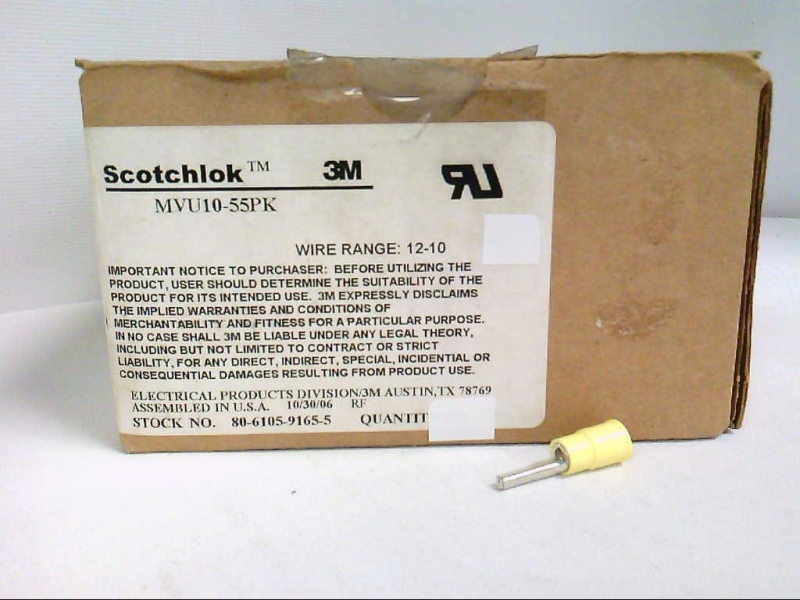 Scotchlok™ 3M
MVU10-55PK
WIRE RANGE: 12-10
IMPORTANT NOTICE TO PURCHASER: BEFORE UTILIZING THE
PRODUCT, USER SHOULD DETERMINE THE SUITABILITY OF THE
PRODUCT FOR ITS INTENDED USE. 3M EXPRESSLY DISCLAIMS
THE IMPLIED WARRANTIES AND CONDITIONS OF
MERCHANTABILITY AND FITNESS FOR A PARTICULAR PURPOSE.
IN NO CASE SHALL 3M BE LIABLE UNDER ANY LEGAL THEORY,
INCLUDING BUT NOT LIMITED TO CONTRACT OR STRICT
LIABILITY, FOR ANY DIRECT, INDIRECT, SPECIAL, INCIDENTIAL OR
CONSEQUENTIAL DAMAGES RESULTING FROM PRODUCT USE.
ELECTRICAL PRODUCTS DIVISION/3M AUSTIN,TX 78769
ASSEMBLED IN U.S.A. 10/30/06 RF
STOCK NO. 80-6105-9165-5 QUANTIT